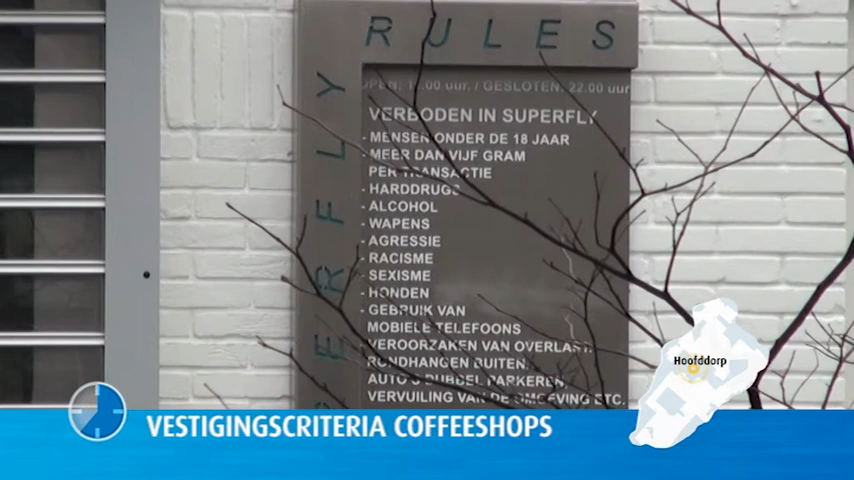 RULES
SUPERFLY
OPEN: .00 uur. / GESLOTEN: 22.00 uur
VERBODEN IN SUPERFLY
- MENSEN ONDER DE 18 JAAR
- MEER DAN VIJF GRAM
PER TRANSACTIE
- HARDDRUGS
- ALCOHOL
- WAPENS
- AGRESSIE
- RACISME
- SEXISME
- HONDEN
- GEBRUIK VAN
MOBIELE TELEFOONS
- VEROORZAKEN VAN OVERLAST:
RONDHANGEN BUITEN,
AUTO'S DUBBEL PARKEREN,
VERVUILING VAN DE OMGEVING ETC.
Hoofddorp
VESTIGINGSCRITERIA COFFEESHOPS